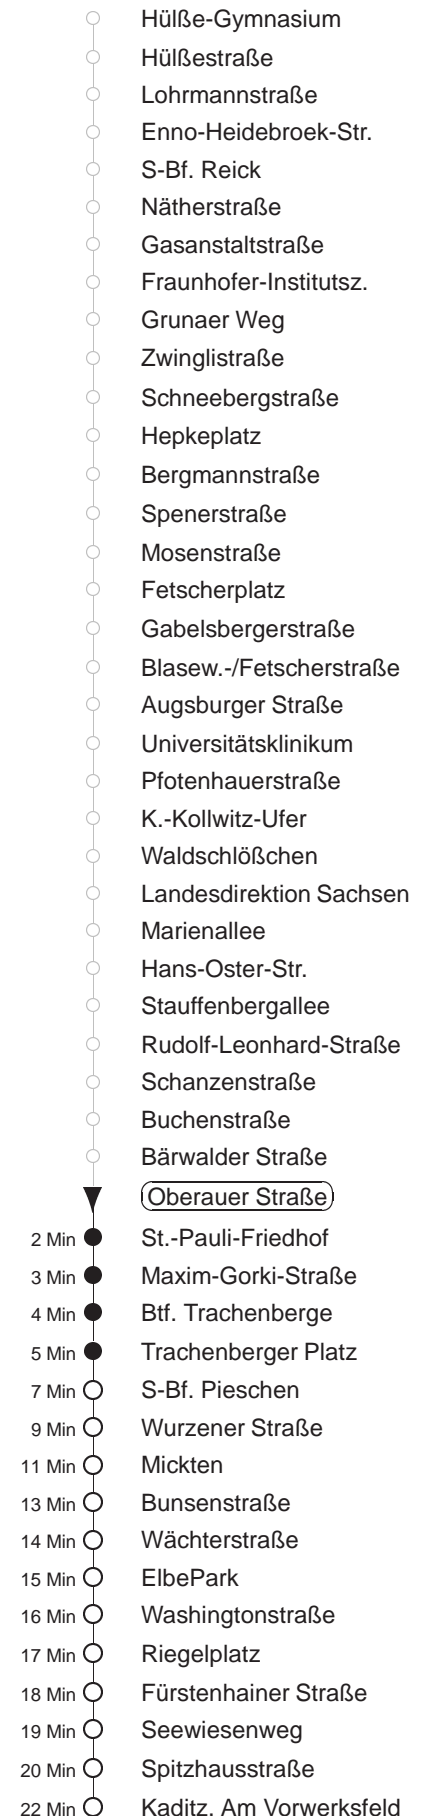 Hülße-Gymnasium
Hülßestraße
Lohrmannstraße
Enno-Heidebroek-Str.
S-Bf. Reick
Nätherstraße
Gasanstaltstraße
Fraunhofer-Institutsz.
Grunaer Weg
Zwinglistraße
Schneebergstraße
Hepkeplatz
Bergmannstraße
Spenerstraße
Mosenstraße
Fetscherplatz
Gabelsbergerstraße
Blasew.-/Fetscherstraße
Augsburger Straße
Universitätsklinikum
Pfotenhauerstraße
K.-Kollwitz-Ufer
Waldschlößchen
Landesdirektion Sachsen
Marienallee
Hans-Oster-Str.
Stauffenbergallee
Rudolf-Leonhard-Straße
Schanzenstraße
Buchenstraße
Bärwalder Straße
Oberauer Straße
2 Min St.-Pauli-Friedhof
3 Min Maxim-Gorki-Straße
4 Min Btf. Trachenberge
5 Min Trachenberger Platz
7 Min S-Bf. Pieschen
9 Min Wurzener Straße
11 Min Mickten
13 Min Bunsenstraße
14 Min Wächterstraße
15 Min ElbePark
16 Min Washingtonstraße
17 Min Riegelplatz
18 Min Fürstenhainer Straße
19 Min Seewiesenweg
20 Min Spitzhausstraße
22 Min Kaditz, Am Vorwerksfeld